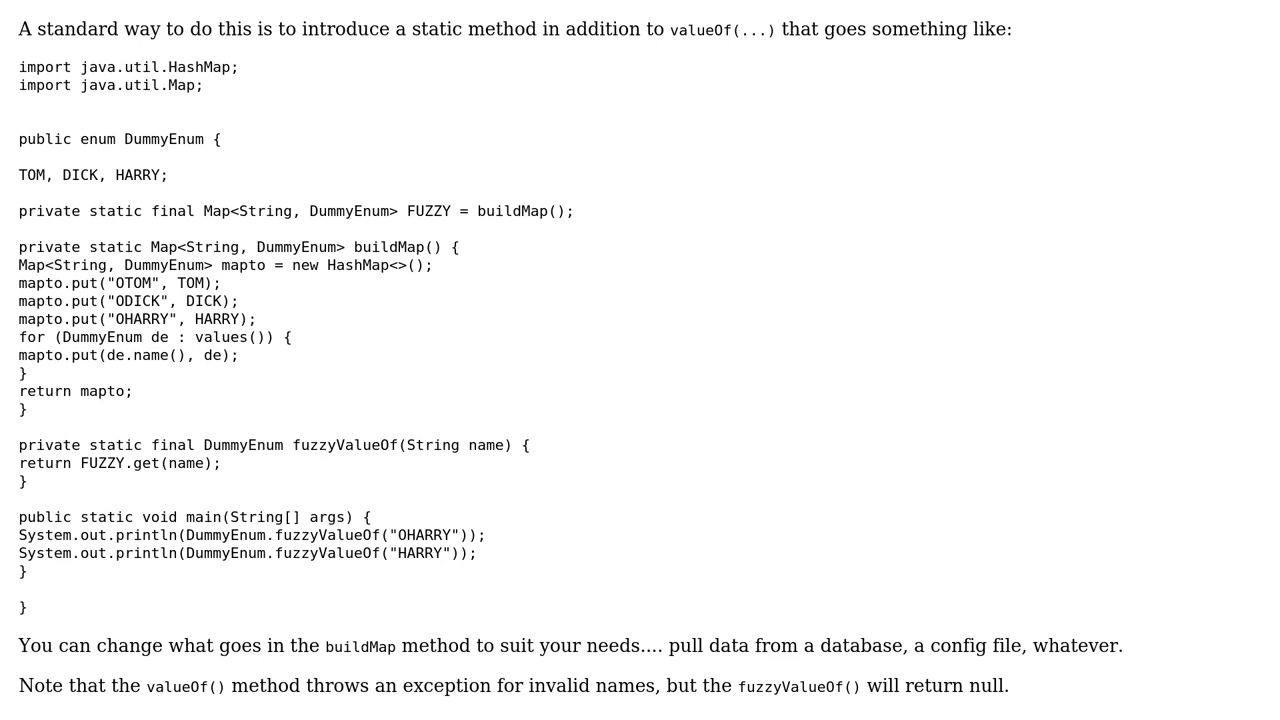 A standard way to do this is to introduce a static method in addition to valueOf(...) that goes something like:
import java.util.HashMap;
import java.util.Map;
public enum DummyEnum {
TOM, DICK, HARRY;
private static final Map<String, DummyEnum> FUZZY = buildMap();
private static Map<String, DummyEnum> buildMap() {
Map<String, DummyEnum> mapto = new HashMap<>();
mapto.put("OTOM", TOM);
mapto.put("ODICK", DICK);
mapto.put("OHARRY", HARRY);
for (DummyEnum de : values()) {
mapto.put(de.name(), de);
}
return mapto;
}
private static final DummyEnum fuzzyValueOf(String name) {
return FUZZY.get(name);
}
public static void main(String[] args) {
System.out.println(DummyEnum.fuzzyValueOf("OHARRY"));
System.out.println(DummyEnum.fuzzyValueOf("HARRY"));
}
}
You can change what goes in the buildMap method to suit your needs.... pull data from a database, a config file, whatever.
Note that the valueOf() method throws an exception for invalid names, but the fuzzyValueOf() will return null.